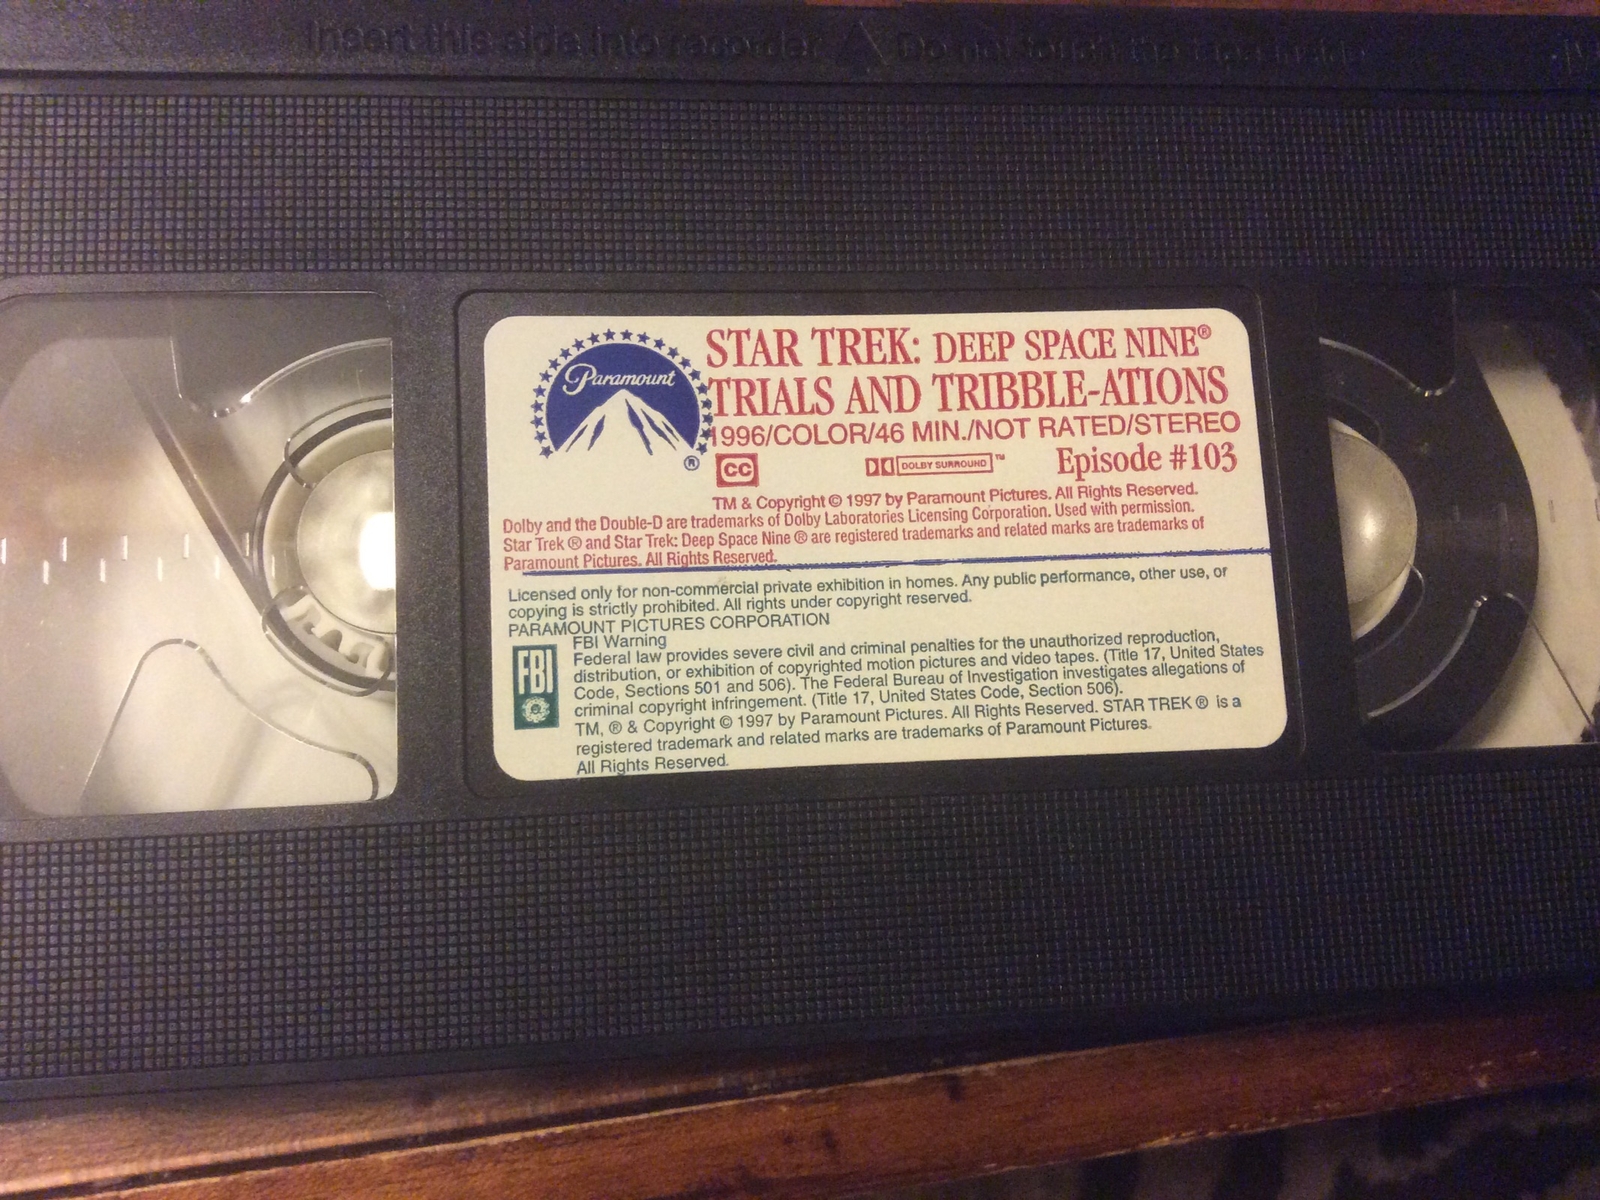 Insert this side into recorder △ Do not touch the tape inside
Paramount
®
STAR TREK: DEEP SPACE NINE®
TRIALS AND TRIBBLE-ATIONS
1996/COLOR/46 MIN./NOT RATED/STEREO
CC DOLBY SURROUND™ Episode #103
TM & Copyright © 1997 by Paramount Pictures. All Rights Reserved.
Dolby and the Double-D are trademarks of Dolby Laboratories Licensing Corporation. Used with permission.
Star Trek ® and Star Trek: Deep Space Nine ® are registered trademarks and related marks are trademarks of
Paramount Pictures. All Rights Reserved.
Licensed only for non-commercial private exhibition in homes. Any public performance, other use, or
copying is strictly prohibited. All rights under copyright reserved.
PARAMOUNT PICTURES CORPORATION
FBI
FBI Warning
Federal law provides severe civil and criminal penalties for the unauthorized reproduction,
distribution, or exhibition of copyrighted motion pictures and video tapes. (Title 17, United States
Code, Sections 501 and 506). The Federal Bureau of Investigation investigates allegations of
criminal copyright infringement. (Title 17, United States Code, Section 506).
TM, ® & Copyright © 1997 by Paramount Pictures. All Rights Reserved. STAR TREK ® is a
registered trademark and related marks are trademarks of Paramount Pictures.
All Rights Reserved.